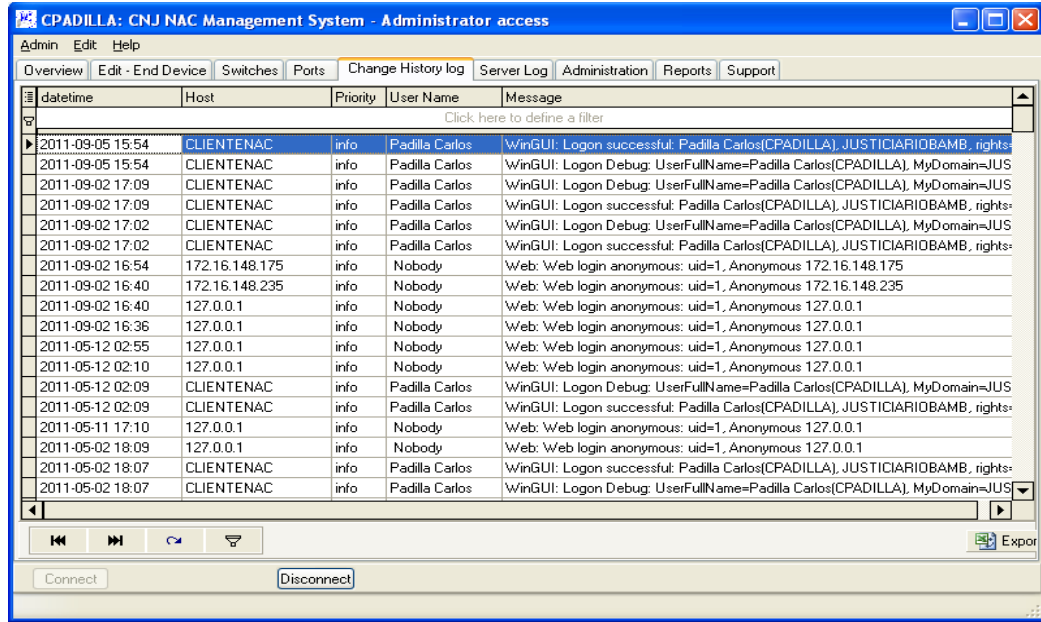 CPADILLA: CNJ NAC Management System - Administrator access
Admin Edit Help
Overview Edit - End Device Switches Ports Change History log Server Log Administration Reports Support
datetime Host Priority User Name Message
Click here to define a filter
2011-09-05 15:54 CLIENTENAC info Padilla Carlos WinGUI: Logon successful: Padilla Carlos(CPADILLA), JUSTICIARIOBAMB, rights=
2011-09-05 15:54 CLIENTENAC info Padilla Carlos WinGUI: Logon Debug: UserFullName=Padilla Carlos(CPADILLA), MyDomain=JUS
2011-09-02 17:09 CLIENTENAC info Padilla Carlos WinGUI: Logon Debug: UserFullName=Padilla Carlos(CPADILLA), MyDomain=JUS
2011-09-02 17:09 CLIENTENAC info Padilla Carlos WinGUI: Logon successful: Padilla Carlos(CPADILLA), JUSTICIARIOBAMB, rights=
2011-09-02 17:02 CLIENTENAC info Padilla Carlos WinGUI: Logon Debug: UserFullName=Padilla Carlos(CPADILLA), MyDomain=JUS
2011-09-02 17:02 CLIENTENAC info Padilla Carlos WinGUI: Logon successful: Padilla Carlos(CPADILLA), JUSTICIARIOBAMB, rights=
2011-09-02 16:54 172.16.148.175 info Nobody Web: Web login anonymous: uid=1, Anonymous 172.16.148.175
2011-09-02 16:40 172.16.148.235 info Nobody Web: Web login anonymous: uid=1, Anonymous 172.16.148.235
2011-09-02 16:40 127.0.0.1 info Nobody Web: Web login anonymous: uid=1, Anonymous 127.0.0.1
2011-09-02 16:36 127.0.0.1 info Nobody Web: Web login anonymous: uid=1, Anonymous 127.0.0.1
2011-05-12 02:55 127.0.0.1 info Nobody Web: Web login anonymous: uid=1, Anonymous 127.0.0.1
2011-05-12 02:10 127.0.0.1 info Nobody Web: Web login anonymous: uid=1, Anonymous 127.0.0.1
2011-05-12 02:09 CLIENTENAC info Padilla Carlos WinGUI: Logon Debug: UserFullName=Padilla Carlos(CPADILLA), MyDomain=JUS
2011-05-12 02:09 CLIENTENAC info Padilla Carlos WinGUI: Logon successful: Padilla Carlos(CPADILLA), JUSTICIARIOBAMB, rights=
2011-05-11 17:10 127.0.0.1 info Nobody Web: Web login anonymous: uid=1, Anonymous 127.0.0.1
2011-05-02 18:09 127.0.0.1 info Nobody Web: Web login anonymous: uid=1, Anonymous 127.0.0.1
2011-05-02 18:07 CLIENTENAC info Padilla Carlos WinGUI: Logon successful: Padilla Carlos(CPADILLA), JUSTICIARIOBAMB, rights=
2011-05-02 18:07 CLIENTENAC info Padilla Carlos WinGUI: Logon Debug: UserFullName=Padilla Carlos(CPADILLA), MyDomain=JUS
Expor
Connect Disconnect